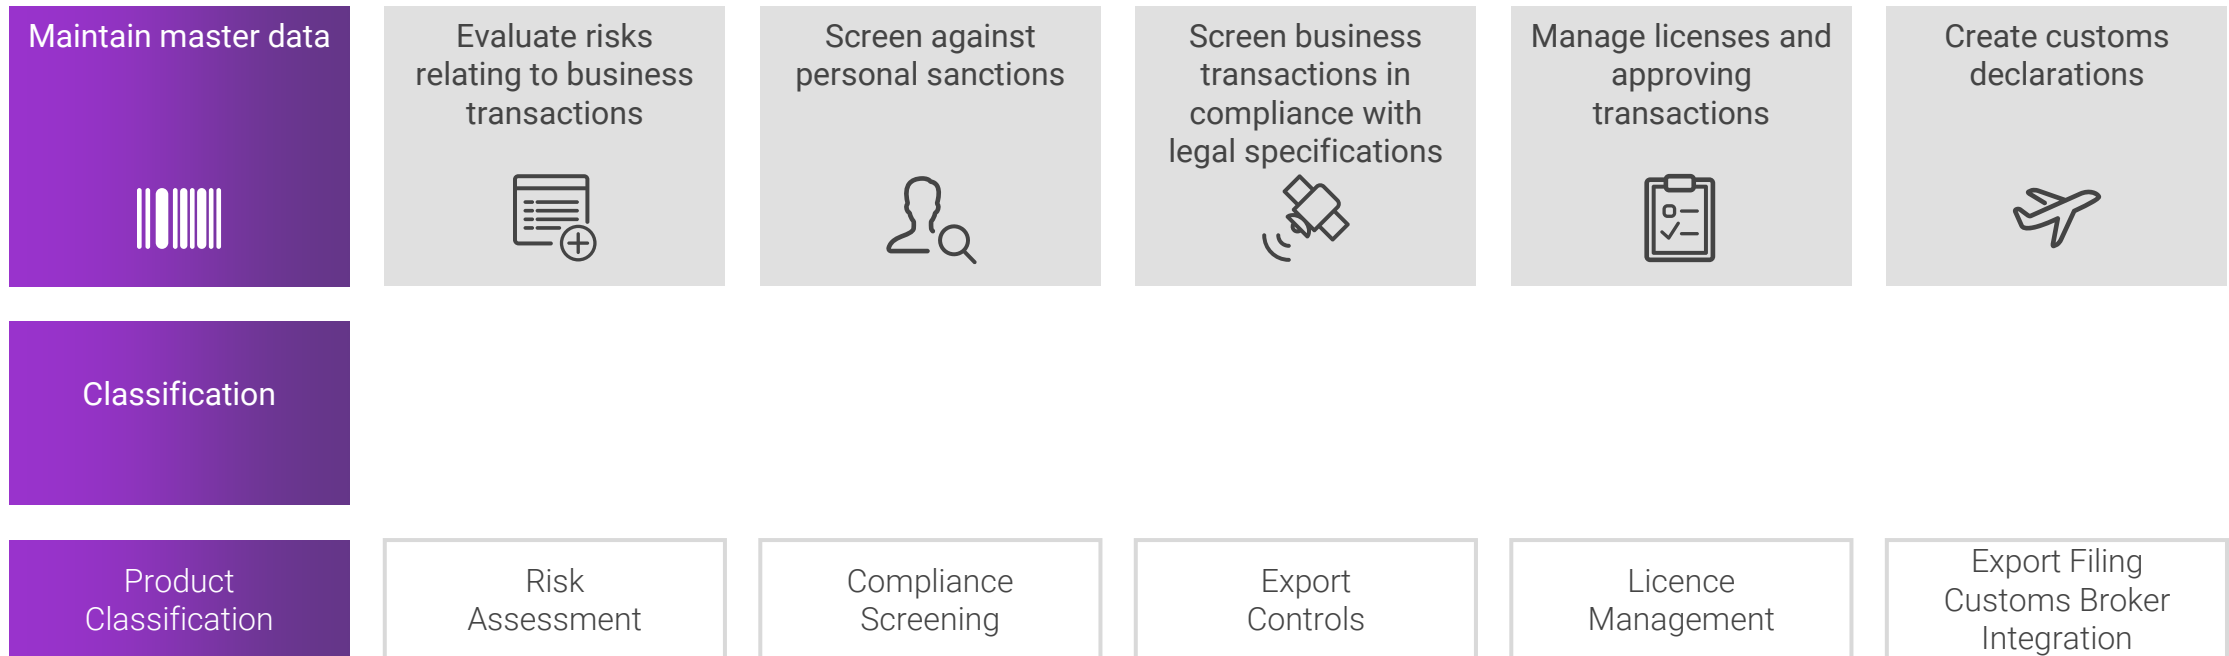 Maintain master data
Evaluate risks
relating to business
transactions
Screen against
personal sanctions
Screen business
transactions in
compliance with
legal specifications
Manage licenses and
approving
transactions
Create customs
declarations
Classification
Product
Classification
Risk
Assessment
Compliance
Screening
Export
Controls
Licence
Management
Export Filing
Customs Broker
Integration